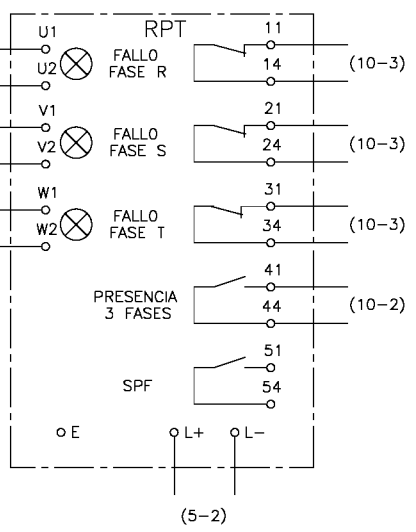 RPT
U1
FALLO
FASE R
11
U2
14
(10-3)
V1
FALLO
FASE S
21
V2
24
(10-3)
W1
FALLO
FASE T
31
W2
34
(10-3)
PRESENCIA
3 FASES
41
44
(10-2)
SPF
51
54
E
L+
L-
(5-2)